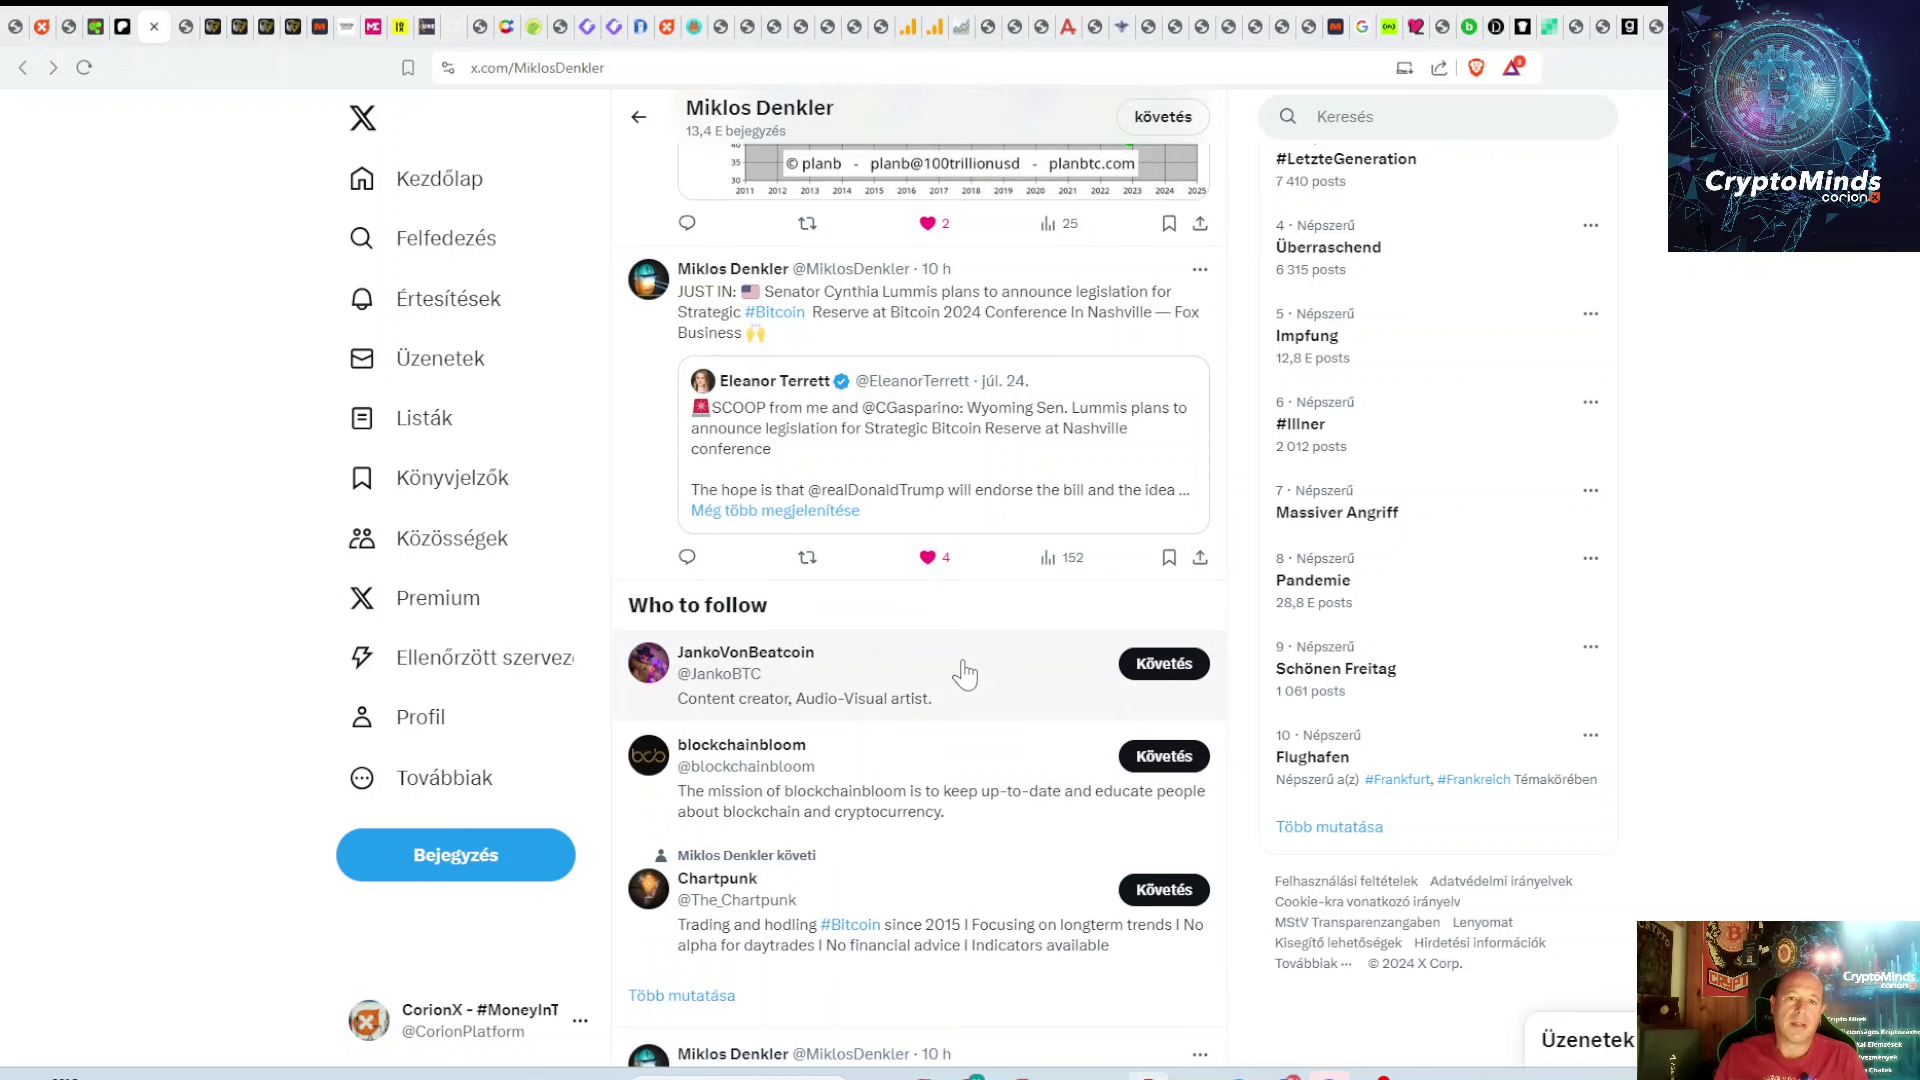 x.com/MiklosDenkler
Kezdőlap
Felfedezés
Értesítések
Üzenetek
Listák
Könyvjelzők
Közösségek
Premium
Ellenőrzött szervez
Profil
Továbbiak
Bejegyzés
CorionX - #MoneyInT
@CorionPlatform
Miklos Denkler
13,4 E bejegyzés
követés
40
35
30
© planb - planb@100trillionusd - planbtc.com
2011 2012 2013 2014 2015 2016 2017 2018 2019 2020 2021 2022 2023 2024 2025
2
25
Miklos Denkler @MiklosDenkler · 10 h
JUST IN: 🇺🇸 Senator Cynthia Lummis plans to announce legislation for
Strategic #Bitcoin Reserve at Bitcoin 2024 Conference In Nashville — Fox
Business 🙌
Eleanor Terrett @EleanorTerrett · júl. 24.
🚨SCOOP from me and @CGasparino: Wyoming Sen. Lummis plans to
announce legislation for Strategic Bitcoin Reserve at Nashville
conference
The hope is that @realDonaldTrump will endorse the bill and the idea ...
Még több megjelenítése
4
152
Who to follow
JankoVonBeatcoin
@JankoBTC
Content creator, Audio-Visual artist.
Követés
blockchainbloom
@blockchainbloom
The mission of blockchainbloom is to keep up-to-date and educate people
about blockchain and cryptocurrency.
Követés
Miklos Denkler követi
Chartpunk
@The_Chartpunk
Trading and hodling #Bitcoin since 2015 I Focusing on longterm trends I No
alpha for daytrades I No financial advice I Indicators available
Követés
Több mutatása
Miklos Denkler @MiklosDenkler · 10 h
Keresés
#LetzteGeneration
7 410 posts
4 · Népszerű
Überraschend
6 315 posts
5 · Népszerű
Impfung
12,8 E posts
6 · Népszerű
#Illner
2 012 posts
7 · Népszerű
Massiver Angriff
8 · Népszerű
Pandemie
28,8 E posts
9 · Népszerű
Schönen Freitag
1 061 posts
10 · Népszerű
Flughafen
Népszerű a(z) #Frankfurt, #Frankreich Témakörében
Több mutatása
Felhasználási feltételek Adatvédelmi irányelvek
Cookie-kra vonatkozó irányelv
MStV Transparenzangaben Lenyomat
Kisegítő lehetőségek Hirdetési információk
Továbbiak ··· © 2024 X Corp.
Üzenetek
CryptoMinds
corion
CryptoMinds
corion